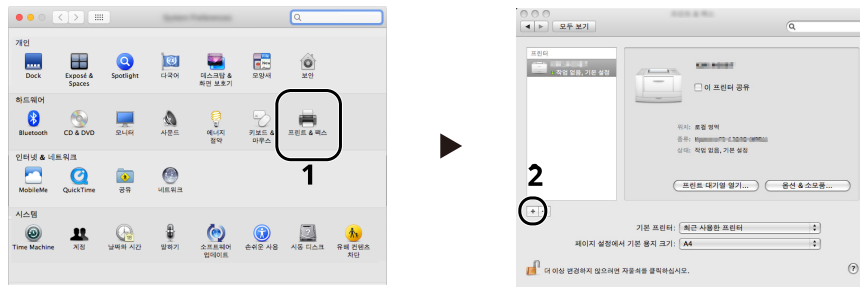 개인
Dock
Exposé &
Spaces
Spotlight
다국어
데스크탑 &
화면 보호기
모양새
보안
하드웨어
Bluetooth
CD & DVD
모니터
사운드
에너지
절약
키보드 &
마우스
프린트 & 팩스
1
인터넷 & 네트워크
MobileMe
QuickTime
공유
네트워크
시스템
Time Machine
계정
날짜와 시간
말하기
소프트웨어
업데이트
손쉬운 사용
시동 디스크
유해 컨텐츠
차단
모두 보기
프린터
작업 없음, 기본 설정
이 프린터 공유
위치: 로컬 영역
종류:
상태: 작업 없음, 기본 설정
2
+
프린트 대기열 열기...
옵션 & 소모품...
기본 프린터: 최근 사용한 프린터
페이지 설정에서 기본 용지 크기: A4
더 이상 변경하지 않으려면 자물쇠를 클릭하십시오.
?